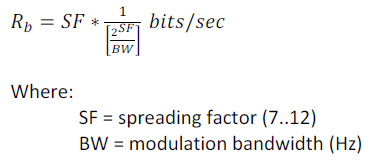 R_b = SF * 1 / [2^SF / BW] bits/sec
Where:
SF = spreading factor (7..12)
BW = modulation bandwidth (Hz)